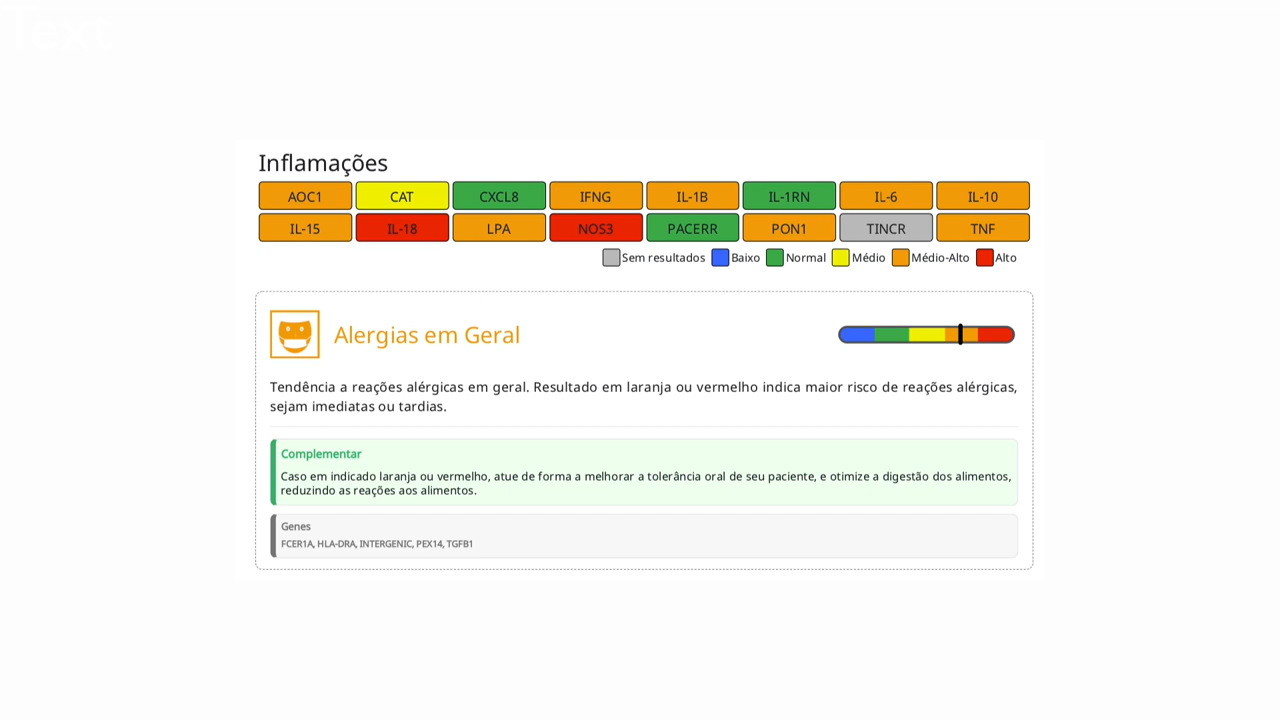 Text
Inflamações
AOC1 CAT CXCL8 IFNG IL-1B IL-1RN IL-6 IL-10
IL-15 IL-18 LPA NOS3 PACERR PON1 TINCR TNF
Sem resultados Baixo Normal Médio Médio-Alto Alto
Alergias em Geral
Tendência a reações alérgicas em geral. Resultado em laranja ou vermelho indica maior risco de reações alérgicas,
sejam imediatas ou tardias.
Complementar
Caso em indicado laranja ou vermelho, atue de forma a melhorar a tolerância oral de seu paciente, e otimize a digestão dos alimentos,
reduzindo as reações aos alimentos.
Genes
FCER1A, HLA-DRA, INTERGENIC, PEX14, TGFB1